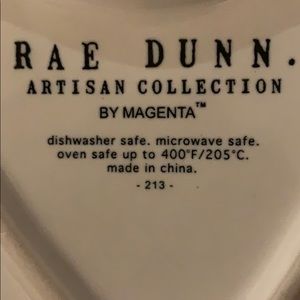 RAE DUNN.
ARTISAN COLLECTION
BY MAGENTA™
dishwasher safe. microwave safe.
oven safe up to 400°F/205°C.
made in china.
- 213 -